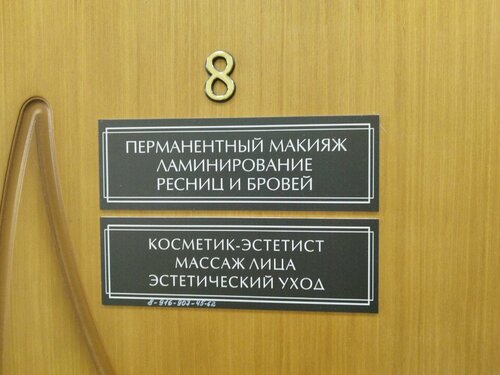 8
ПЕРМАНЕНТНЫЙ МАКИЯЖ
ЛАМИНИРОВАНИЕ
РЕСНИЦ И БРОВЕЙ
КОСМЕТИК-ЭСТЕТИСТ
МАССАЖ ЛИЦА
ЭСТЕТИЧЕСКИЙ УХОД